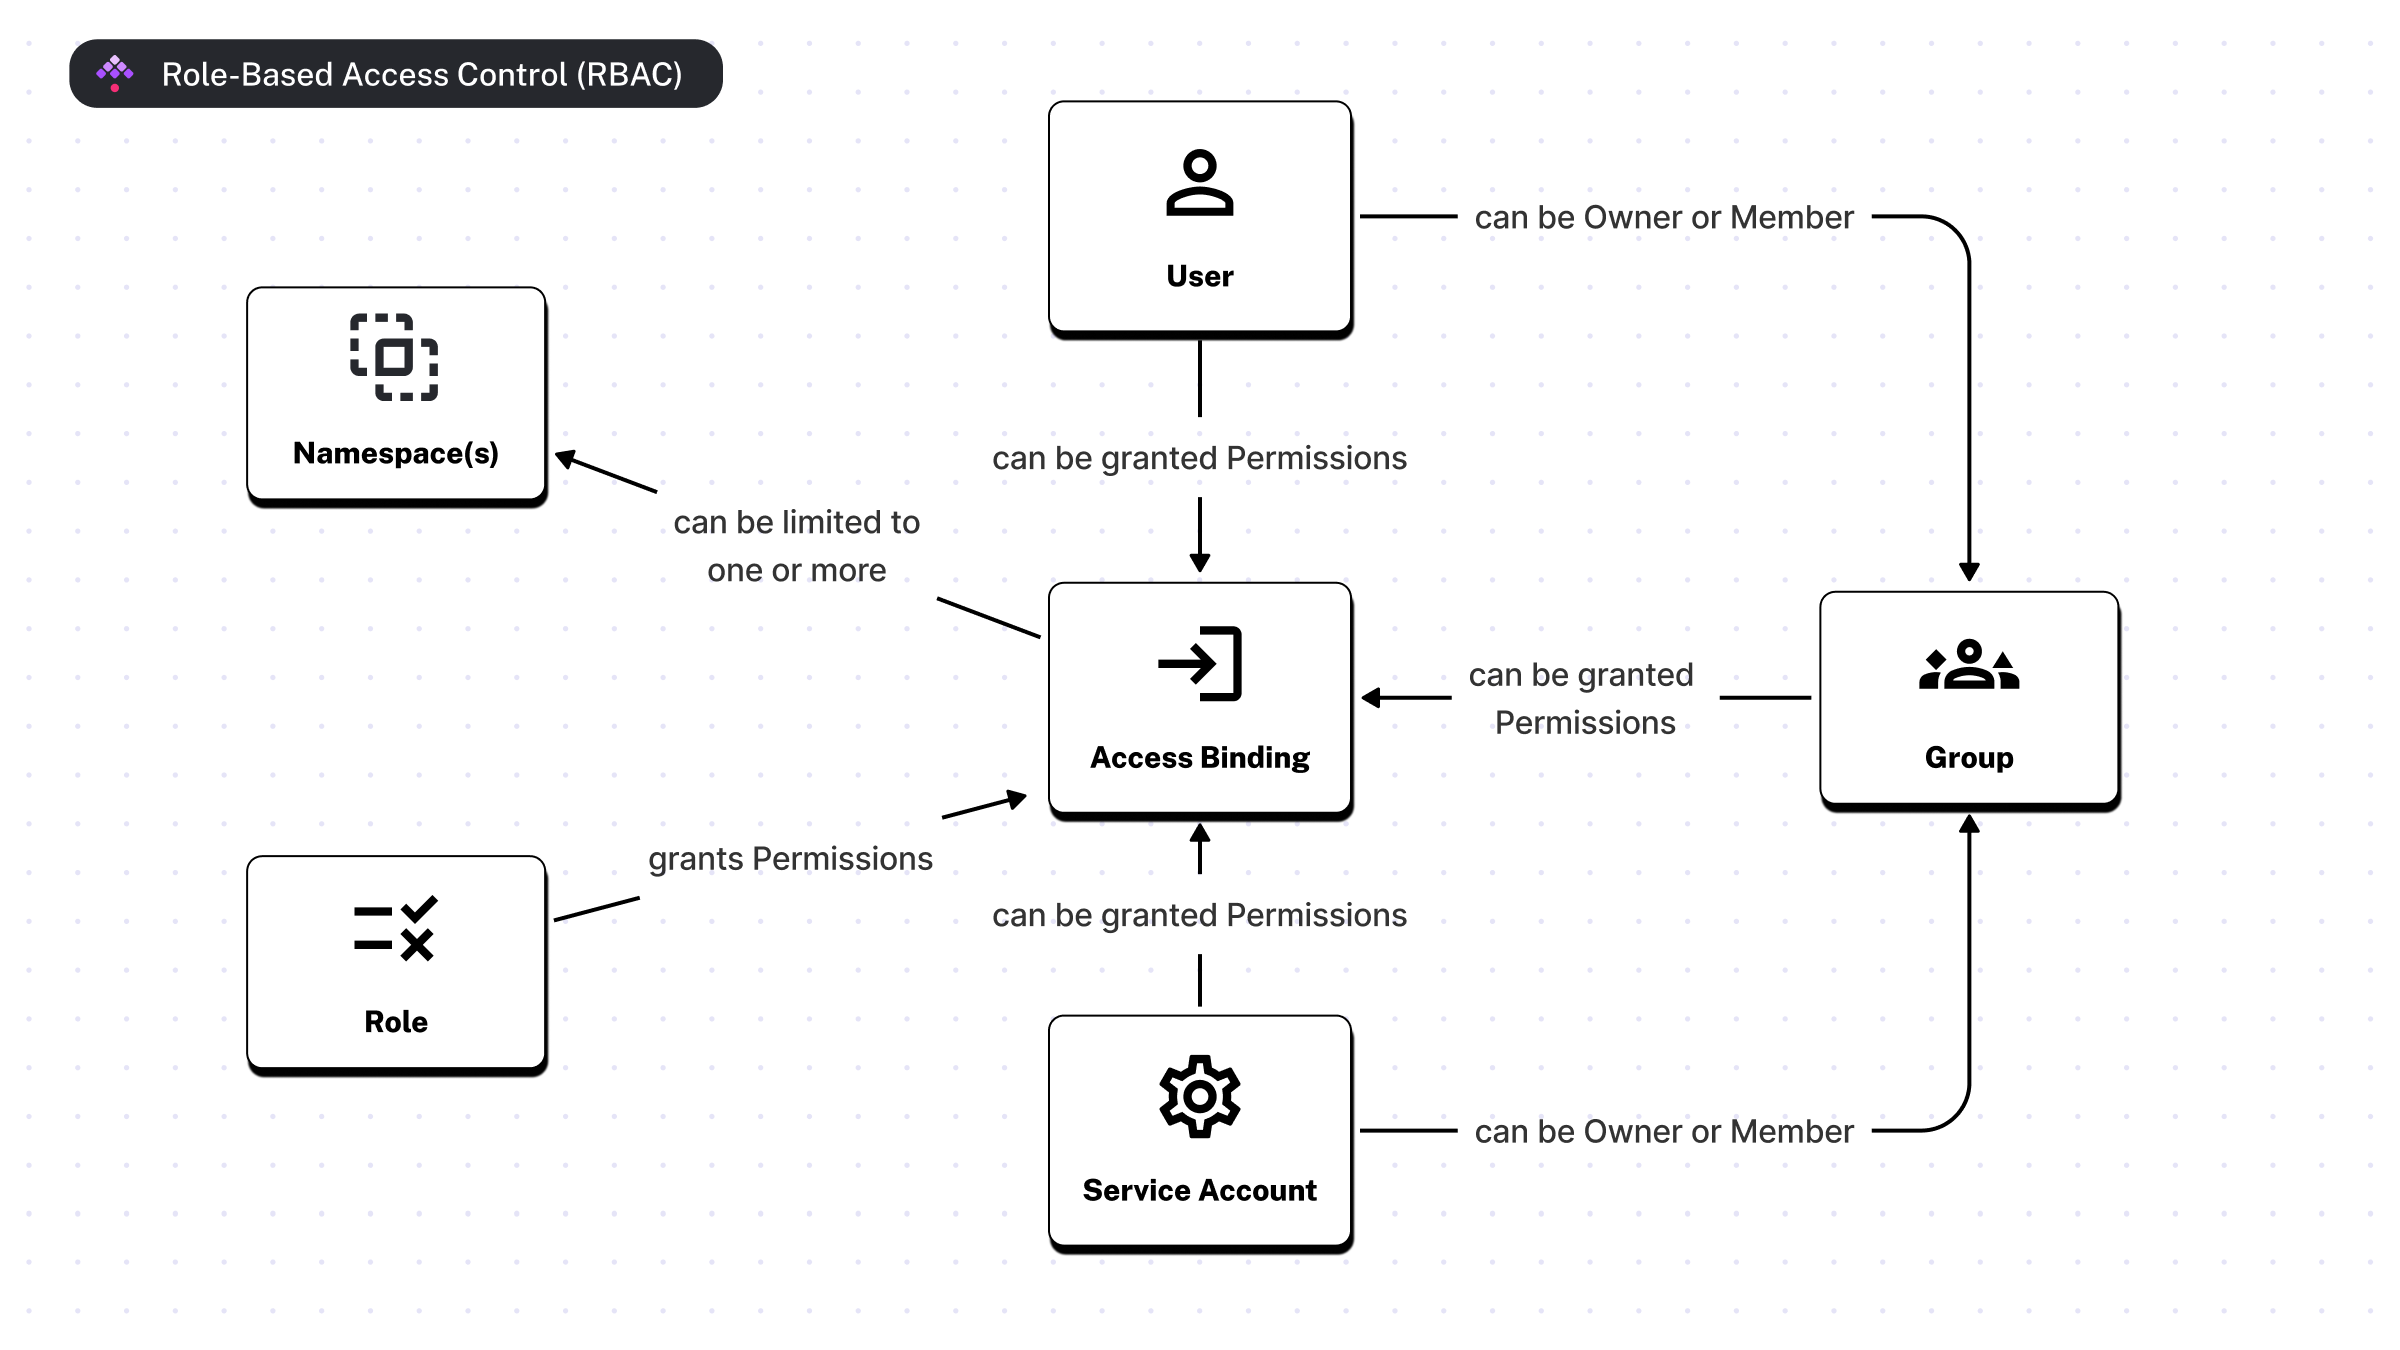 Role-Based Access Control (RBAC)
User
can be Owner or Member
Namespace(s)
can be granted Permissions
can be limited to
one or more
Access Binding
can be granted
Permissions
Group
grants Permissions
Role
can be granted Permissions
Service Account
can be Owner or Member